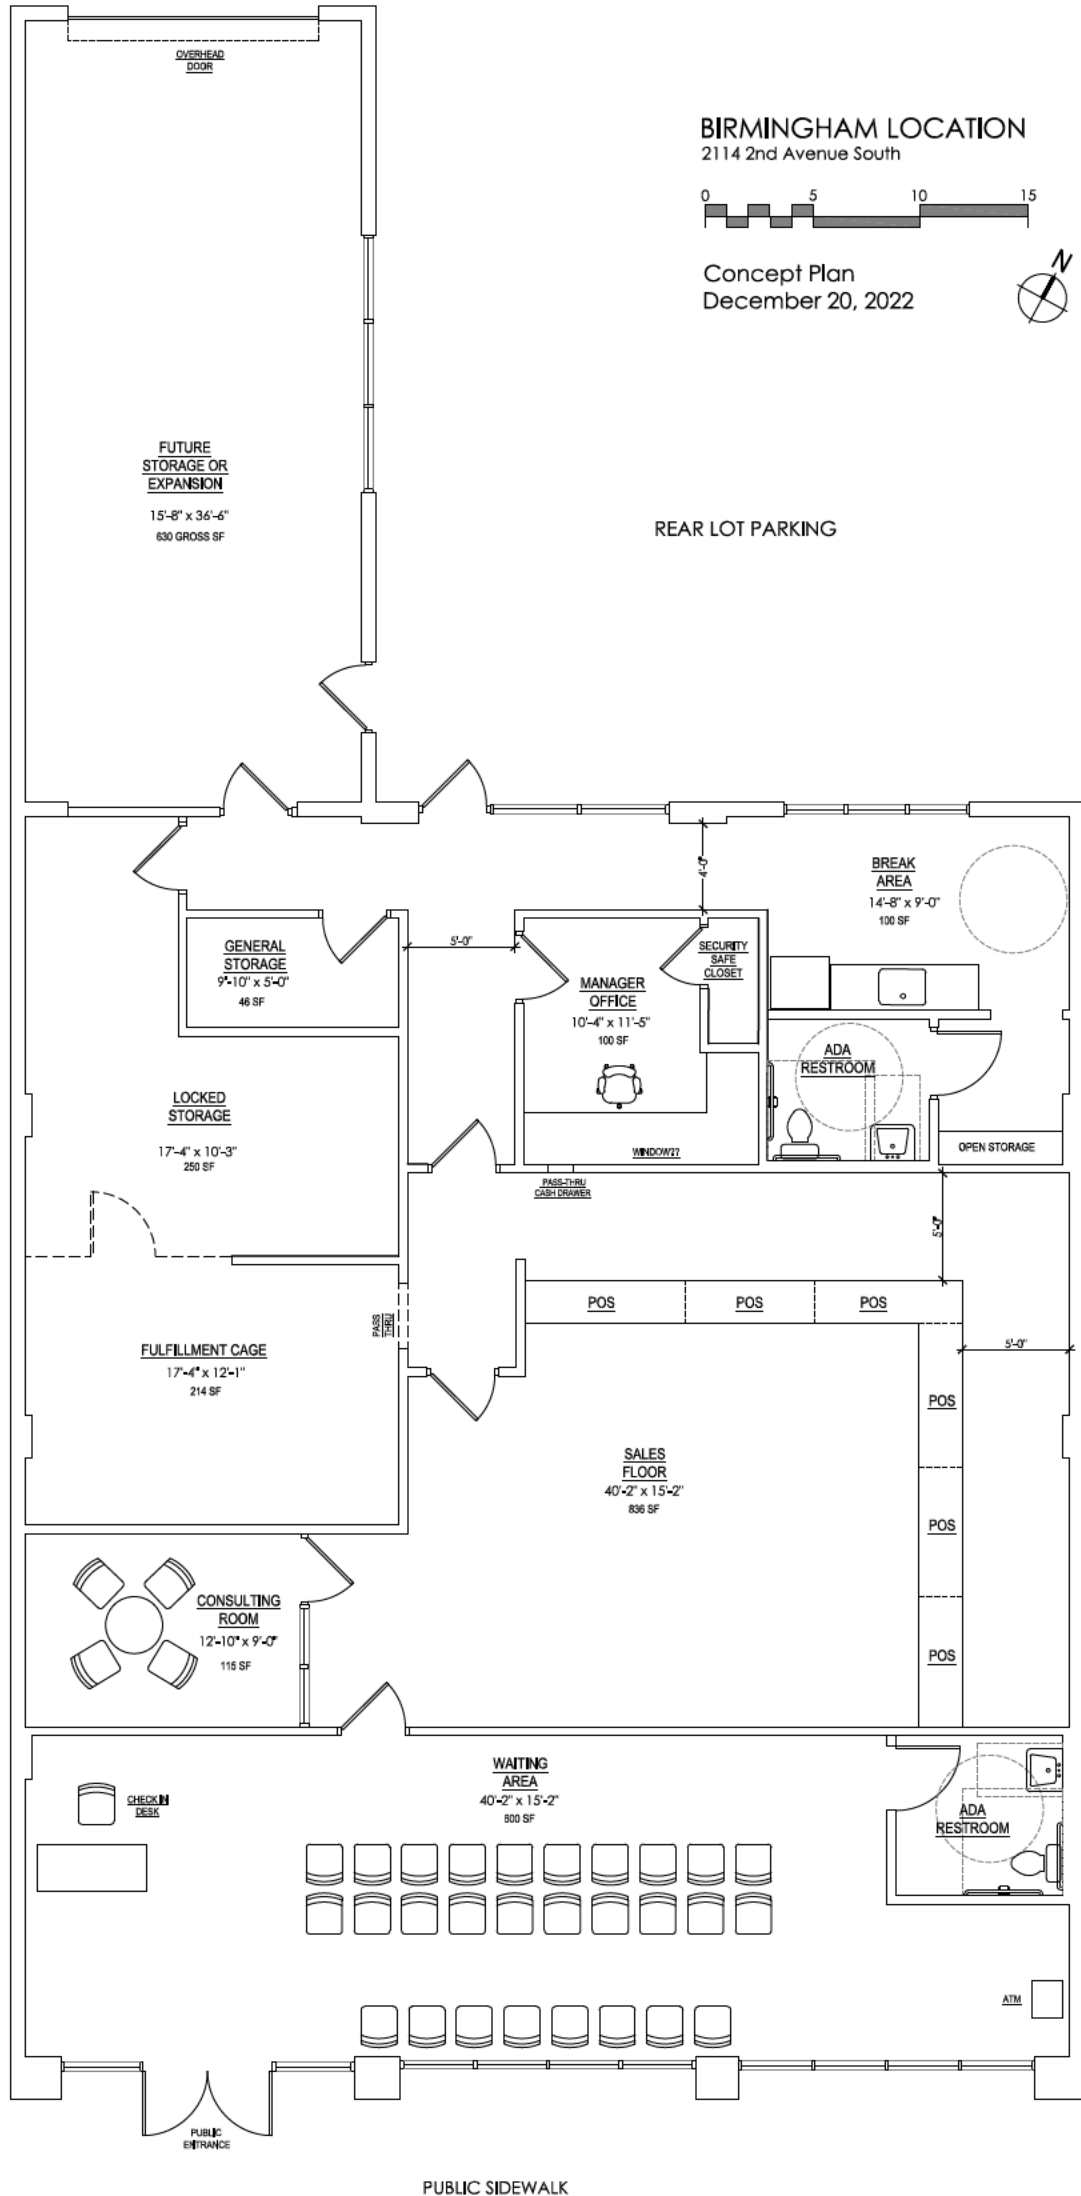 OVERHEAD
DOOR
BIRMINGHAM LOCATION
2114 2nd Avenue South
0 5 10 15
Concept Plan
December 20, 2022
N
FUTURE
STORAGE OR
EXPANSION
15'-8" x 36'-6"
630 GROSS SF
REAR LOT PARKING
4'-0"
BREAK
AREA
14'-8" x 9'-0"
100 SF
GENERAL
STORAGE
9'-10" x 5'-0"
46 SF
5'-0"
SECURITY
SAFE
CLOSET
MANAGER
OFFICE
10'-4" x 11'-5"
100 SF
ADA
RESTROOM
LOCKED
STORAGE
17'-4" x 10'-3"
250 SF
WINDOW??
OPEN STORAGE
PASS-THRU
CASH DRAWER
5'-0"
POS
POS
POS
PASS
THRU
FULFILLMENT CAGE
17'-4" x 12'-1"
214 SF
5'-0"
POS
SALES
FLOOR
40'-2" x 15'-2"
836 SF
POS
CONSULTING
ROOM
12'-10" x 9'-0"
115 SF
POS
WAITING
AREA
40'-2" x 15'-2"
600 SF
CHECK IN
DESK
ADA
RESTROOM
ATM
PUBLIC
ENTRANCE
PUBLIC SIDEWALK